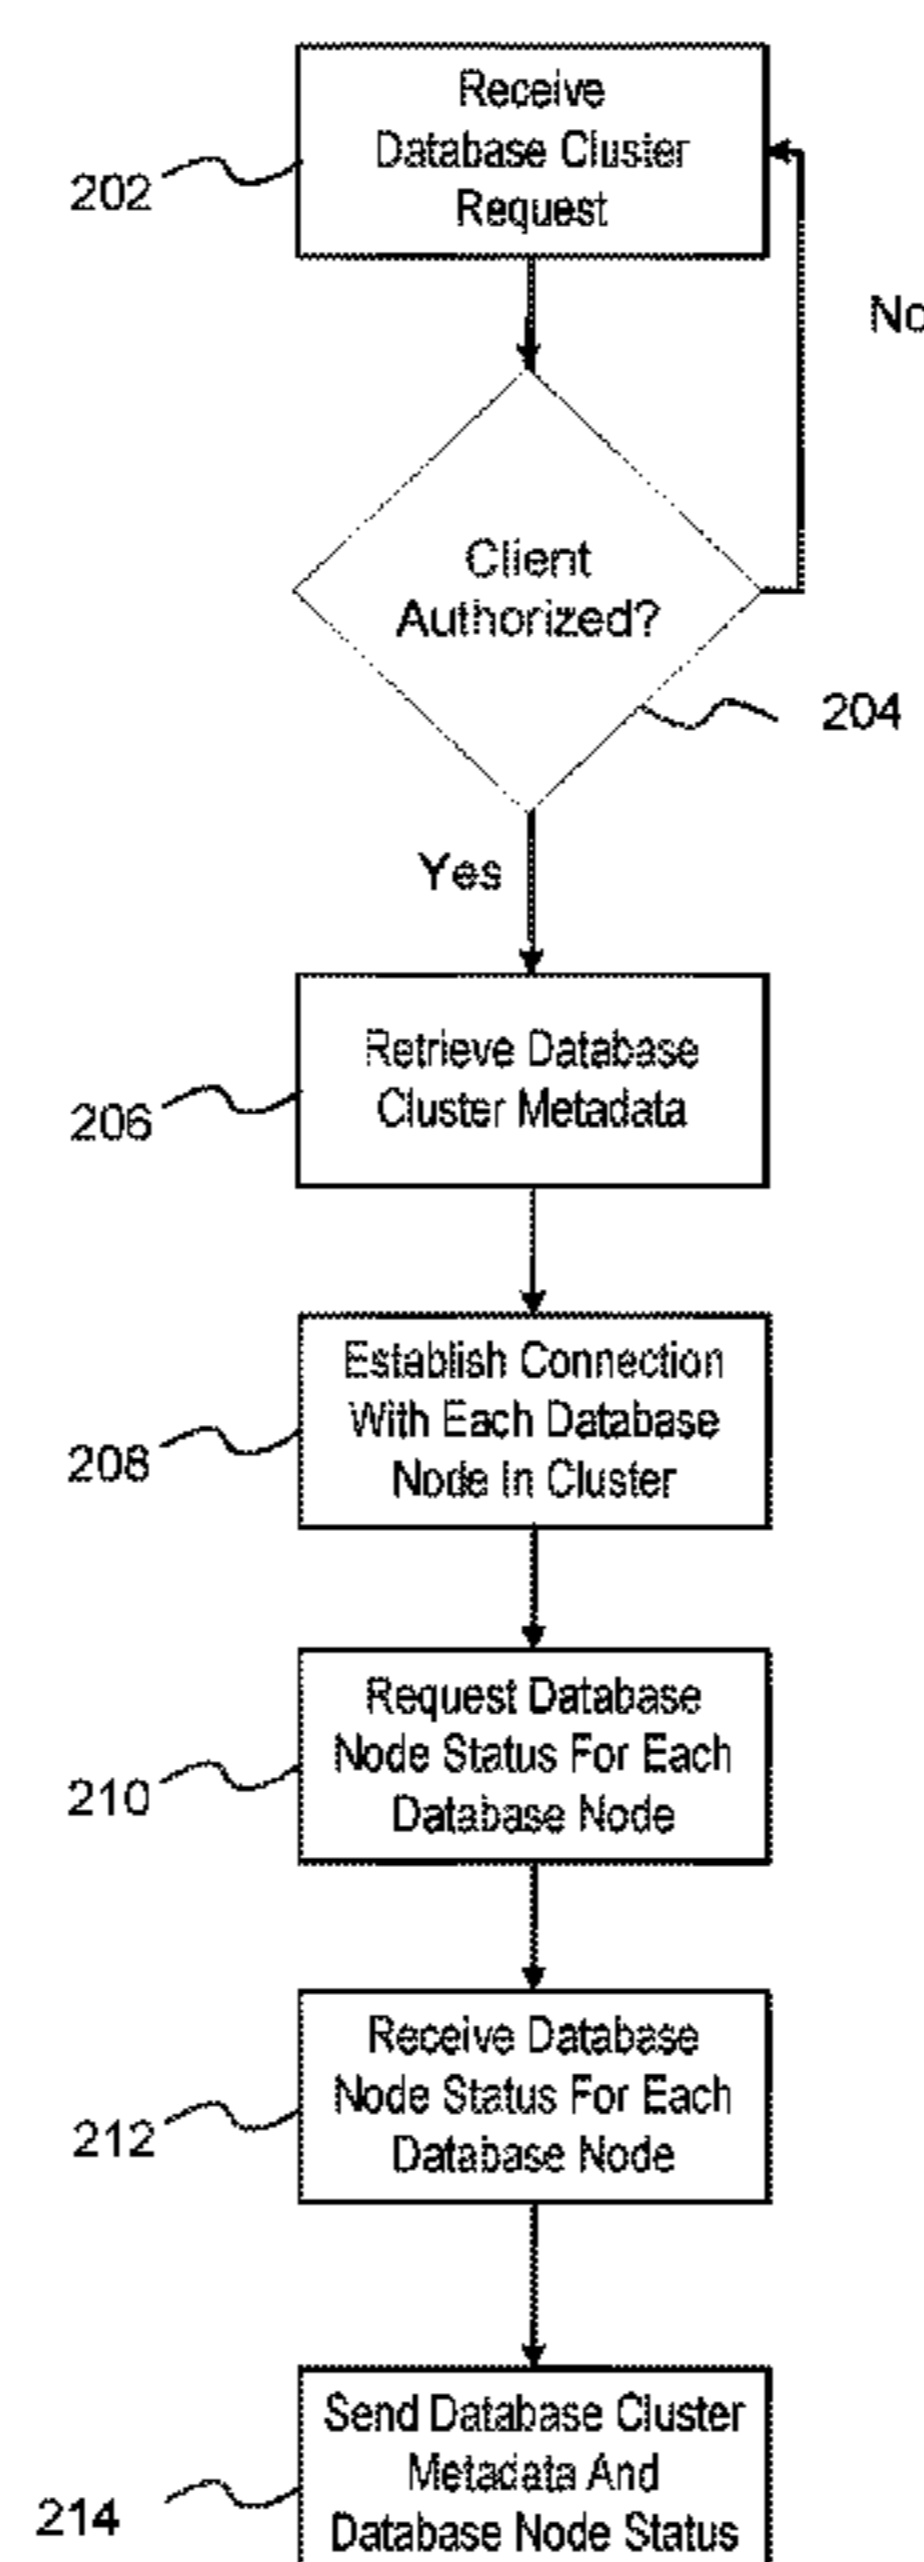 Receive
Database Cluster
Request
202
No
Client
Authorized?
204
Yes
Retrieve Database
Cluster Metadata
206
Establish Connection
With Each Database
Node In Cluster
208
Request Database
Node Status For Each
Database Node
210
Receive Database
Node Status For Each
Database Node
212
Send Database Cluster
Metadata And
Database Node Status
214